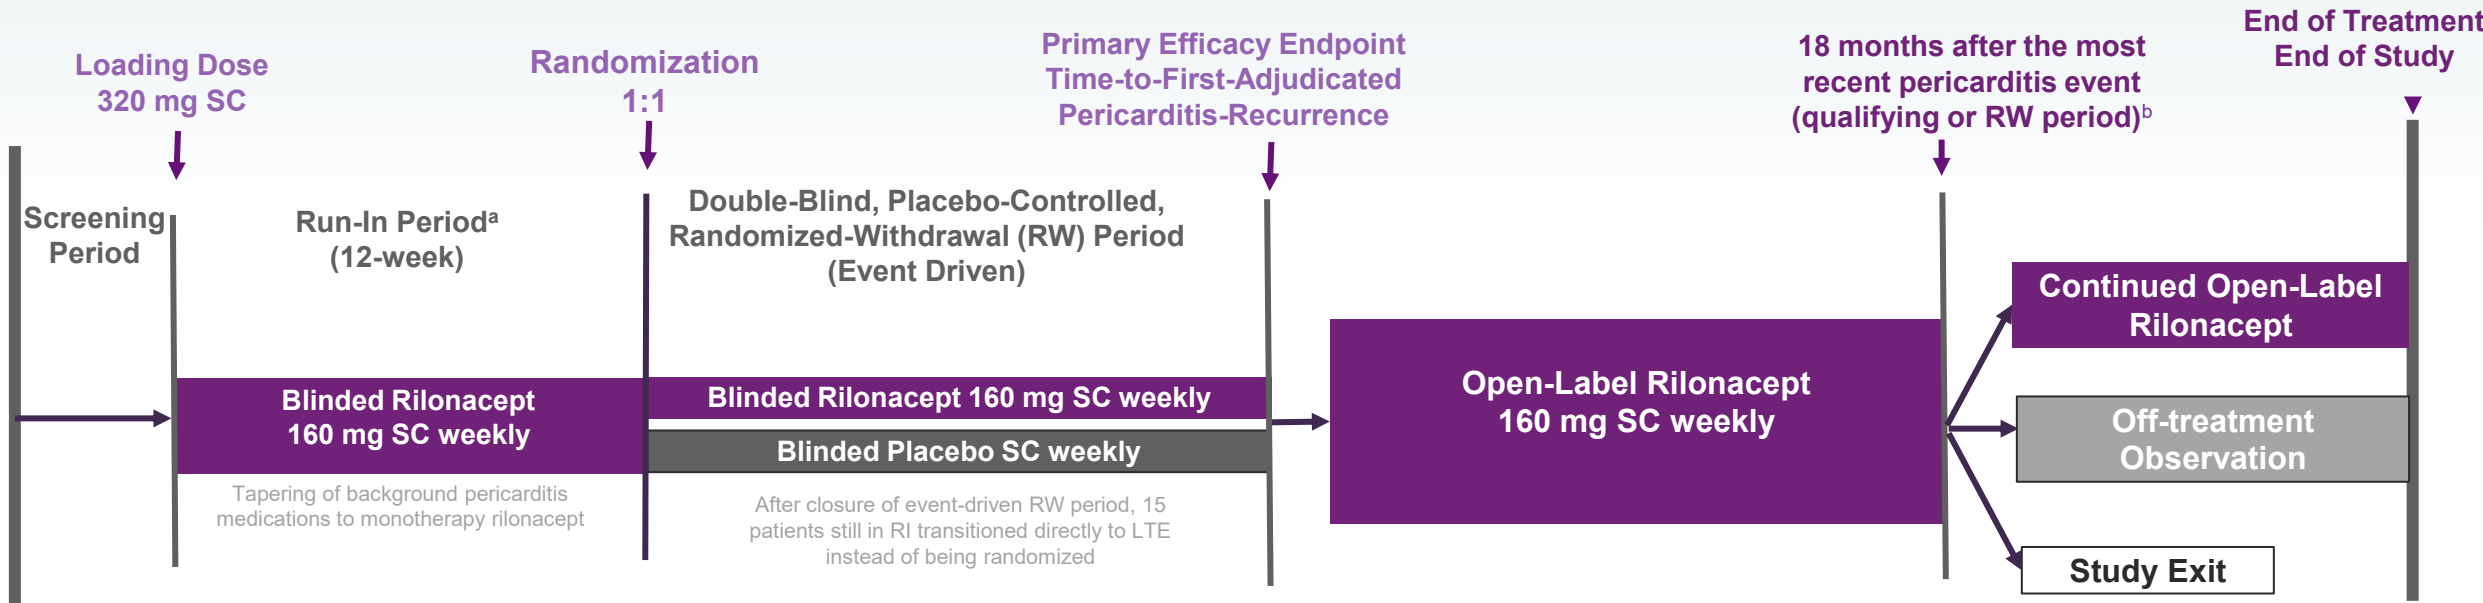 Loading Dose
320 mg SC
Randomization
1:1
Primary Efficacy Endpoint
Time-to-First-Adjudicated
Pericarditis-Recurrence
18 months after the most
recent pericarditis event
(qualifying or RW period)b
End of Treatment
End of Study
Screening
Period
Run-In Perioda
(12-week)
Double-Blind, Placebo-Controlled,
Randomized-Withdrawal (RW) Period
(Event Driven)
Blinded Rilonacept
160 mg SC weekly
Blinded Rilonacept 160 mg SC weekly
Blinded Placebo SC weekly
Tapering of background pericarditis
medications to monotherapy rilonacept
After closure of event-driven RW period, 15
patients still in RI transitioned directly to LTE
instead of being randomized
Open-Label Rilonacept
160 mg SC weekly
Continued Open-Label
Rilonacept
Off-treatment
Observation
Study Exit